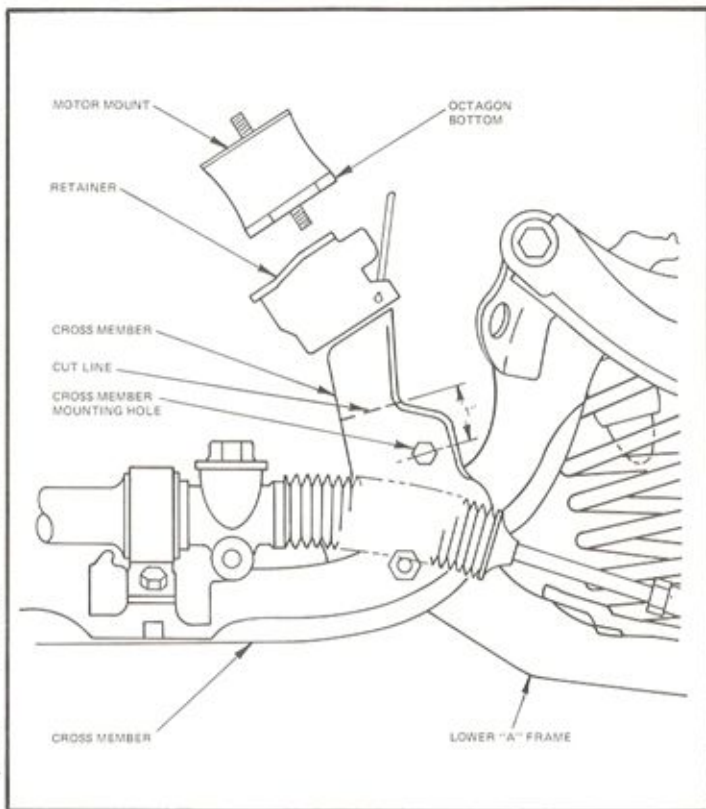 MOTOR MOUNT
OCTAGON
BOTTOM
RETAINER
CROSS MEMBER
CUT LINE
CROSS MEMBER
MOUNTING HOLE
1"
CROSS MEMBER
LOWER "A" FRAME